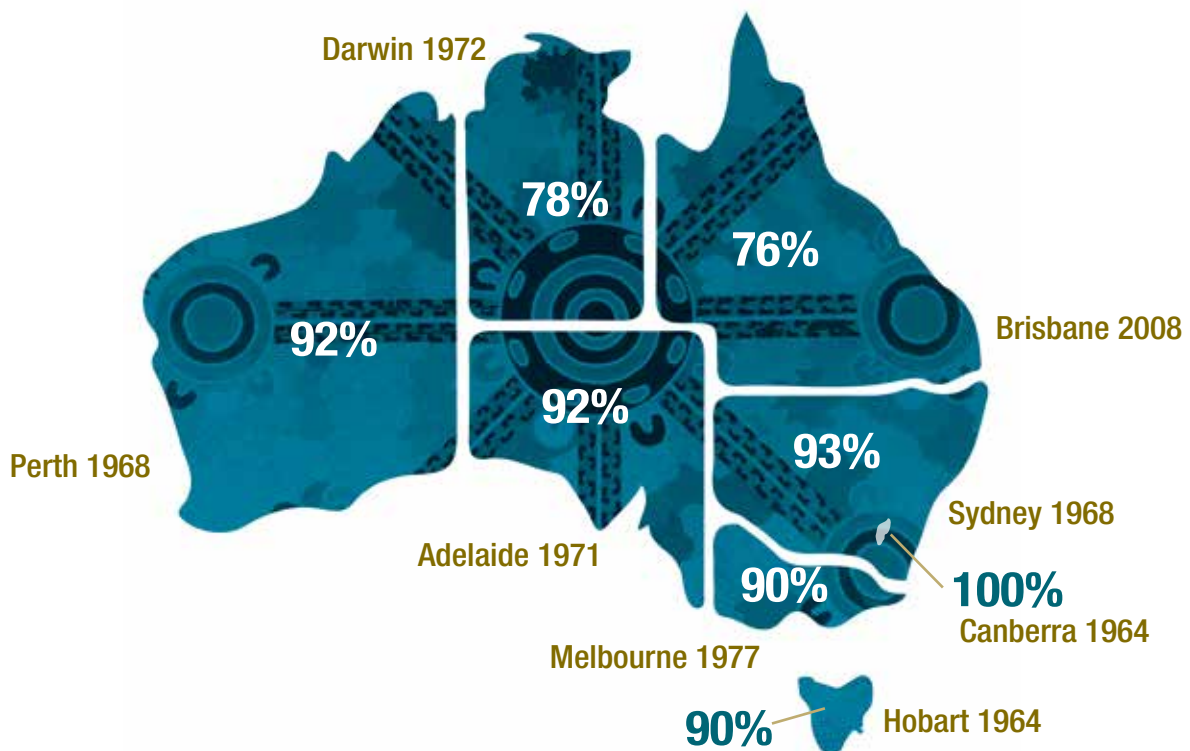 Darwin 1972
78%
76%
92%
Brisbane 2008
92%
93%
Perth 1968
Sydney 1968
Adelaide 1971
90%
100%
Canberra 1964
Melbourne 1977
90%
Hobart 1964